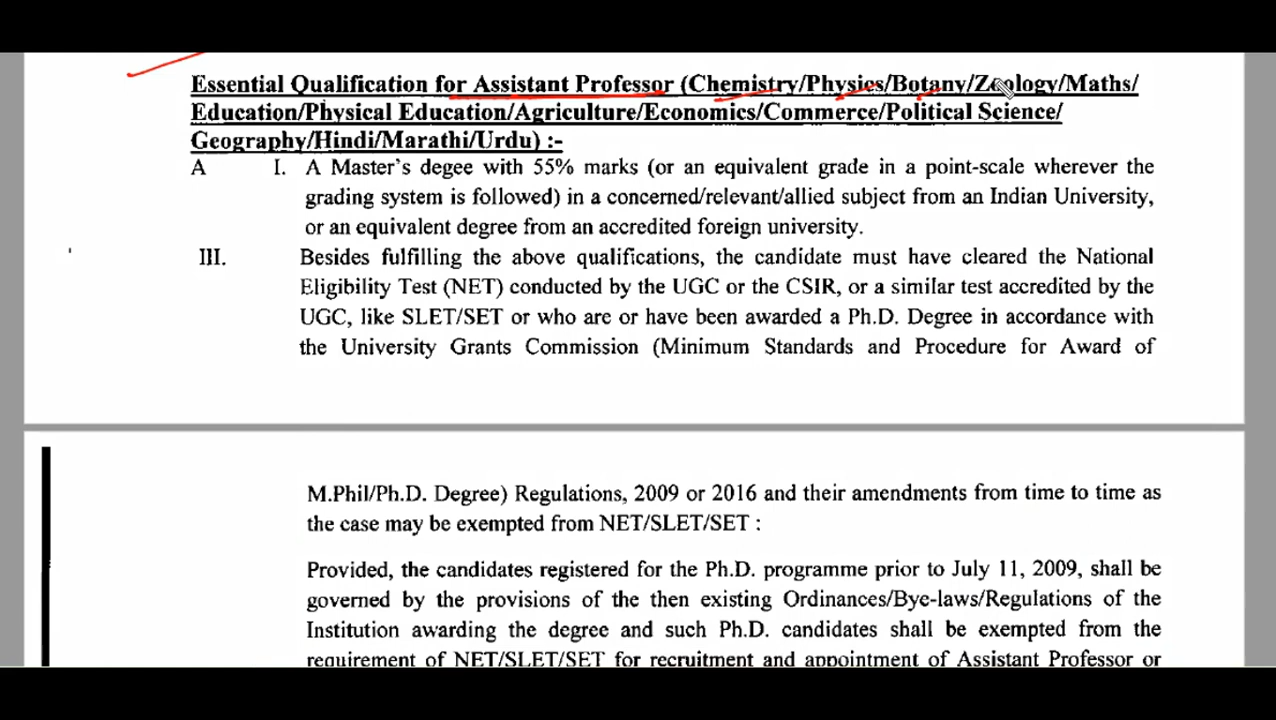 Essential Qualification for Assistant Professor (Chemistry/Physics/Botany/Zoology/Maths/
Education/Physical Education/Agriculture/Economics/Commerce/Political Science/
Geography/Hindi/Marathi/Urdu) :-
A I. A Master's degee with 55% marks (or an equivalent grade in a point-scale wherever the
grading system is followed) in a concerned/relevant/allied subject from an Indian University,
or an equivalent degree from an accredited foreign university.
III. Besides fulfilling the above qualifications, the candidate must have cleared the National
Eligibility Test (NET) conducted by the UGC or the CSIR, or a similar test accredited by the
UGC, like SLET/SET or who are or have been awarded a Ph.D. Degree in accordance with
the University Grants Commission (Minimum Standards and Procedure for Award of
M.Phil/Ph.D. Degree) Regulations, 2009 or 2016 and their amendments from time to time as
the case may be exempted from NET/SLET/SET :
Provided, the candidates registered for the Ph.D. programme prior to July 11, 2009, shall be
governed by the provisions of the then existing Ordinances/Bye-laws/Regulations of the
Institution awarding the degree and such Ph.D. candidates shall be exempted from the
requirement of NET/SLET/SET for recruitment and appointment of Assistant Professor or